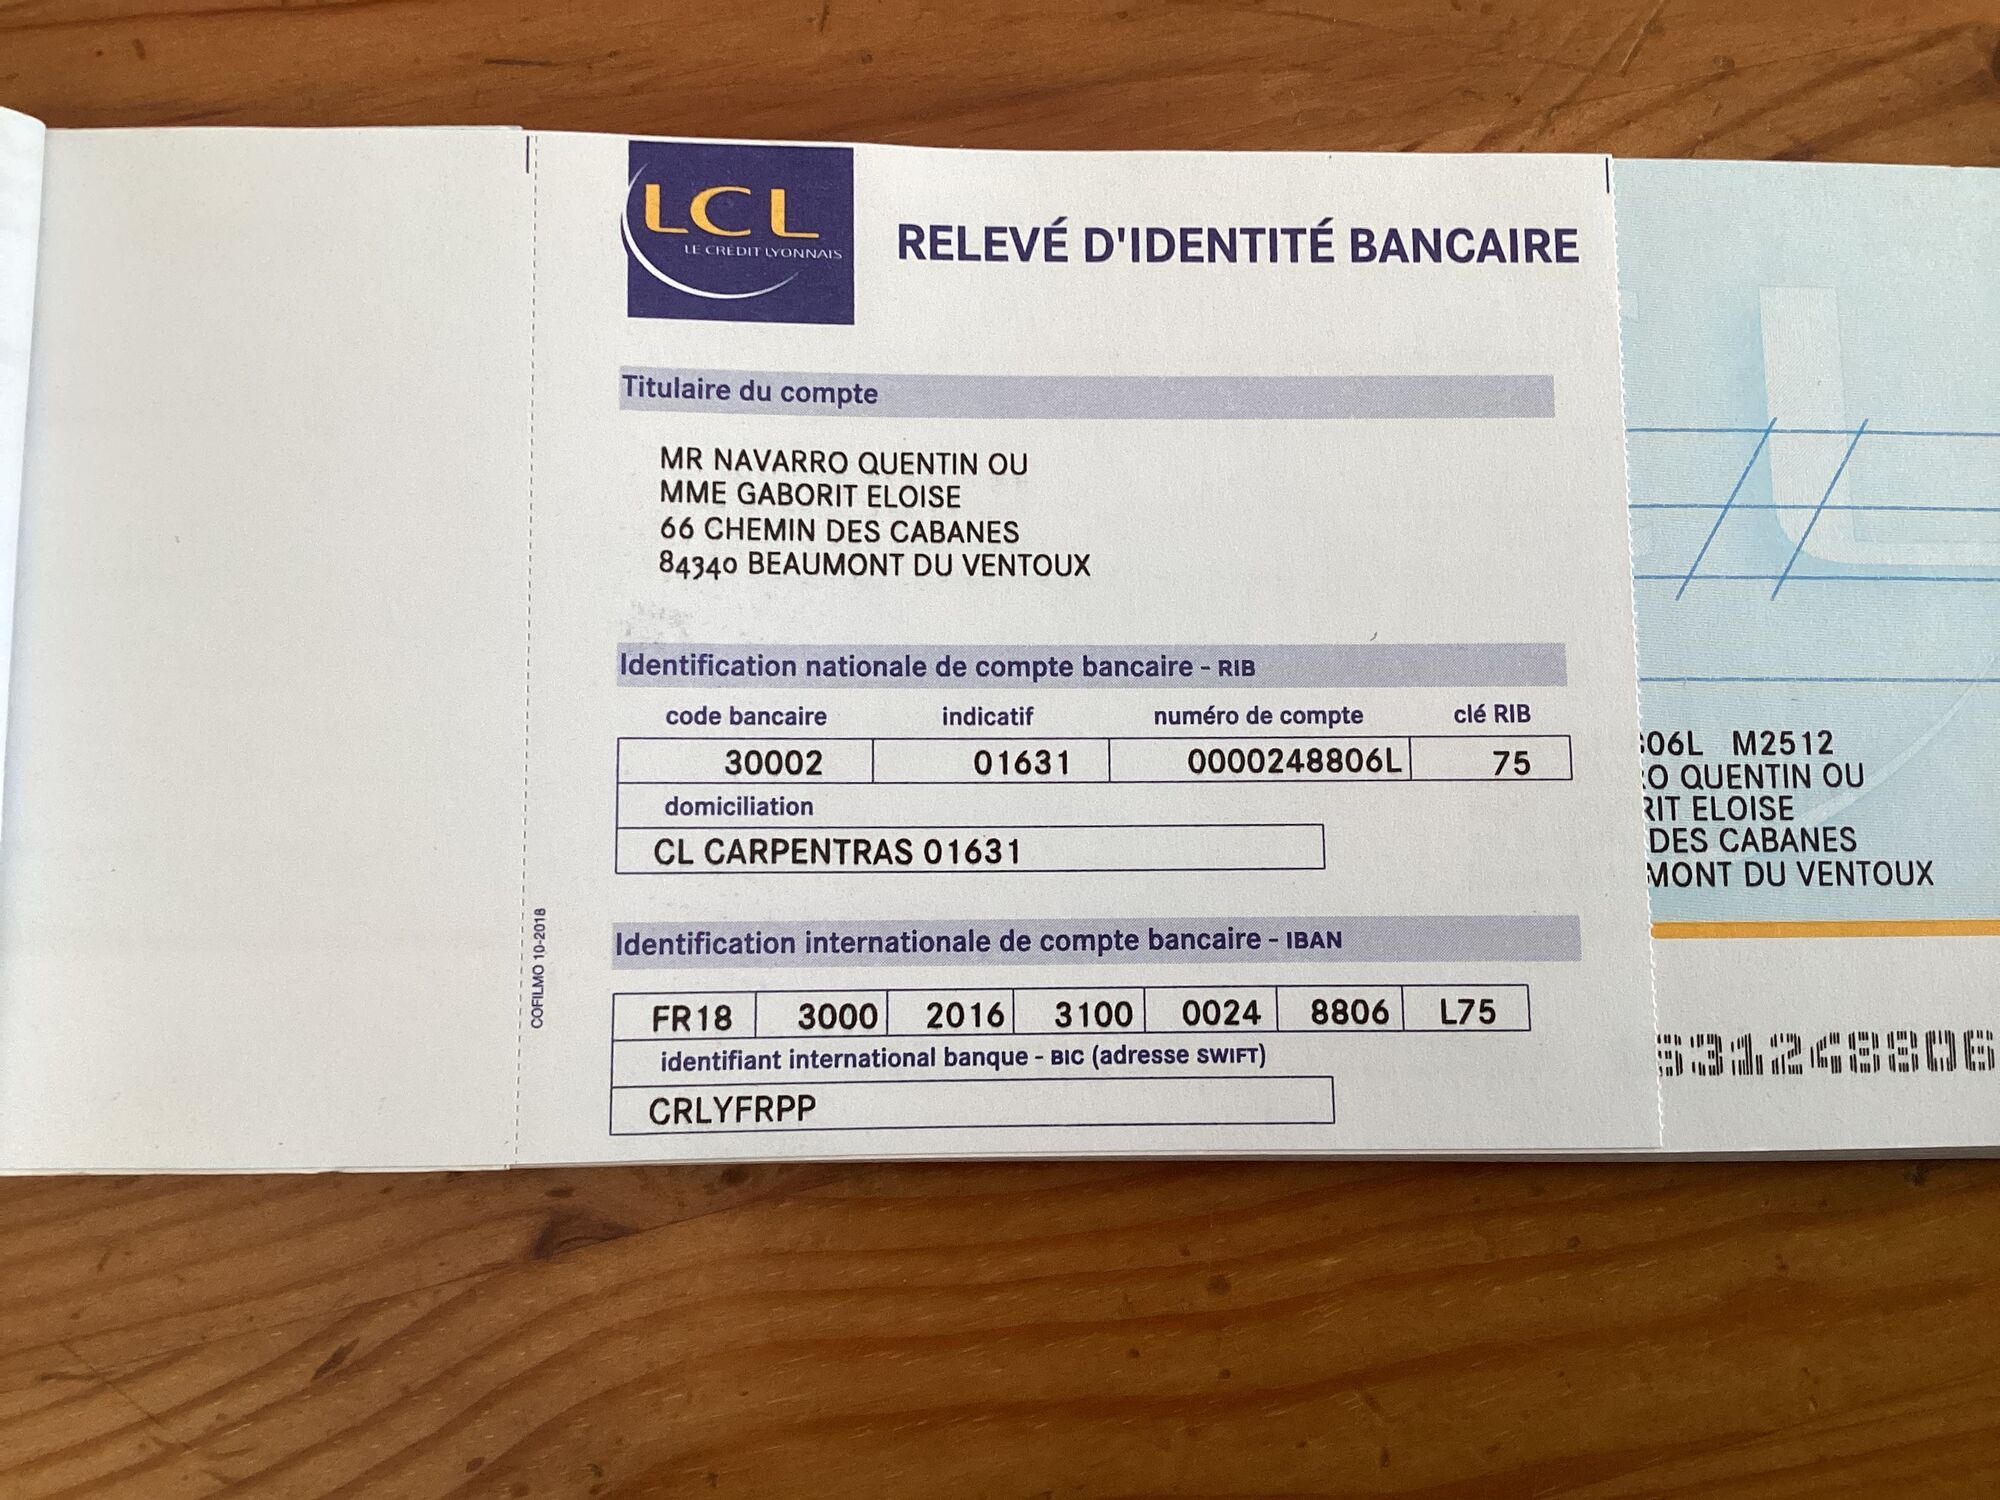 LCL
LE CRÉDIT LYONNAIS
RELEVÉ D'IDENTITÉ BANCAIRE
Titulaire du compte
MR NAVARRO QUENTIN OU
MME GABORIT ELOISE
66 CHEMIN DES CABANES
84340 BEAUMONT DU VENTOUX
Identification nationale de compte bancaire - RIB
code bancaire indicatif numéro de compte clé RIB
30002 01631 0000248806L 75
domiciliation
CL CARPENTRAS 01631
Identification internationale de compte bancaire - IBAN
FR18 3000 2016 3100 0024 8806 L75
identifiant international banque - BIC (adresse SWIFT)
CRLYFRPP
COFILMO 10-2018
06L M2512
O QUENTIN OU
RIT ELOISE
DES CABANES
MONT DU VENTOUX
531248806